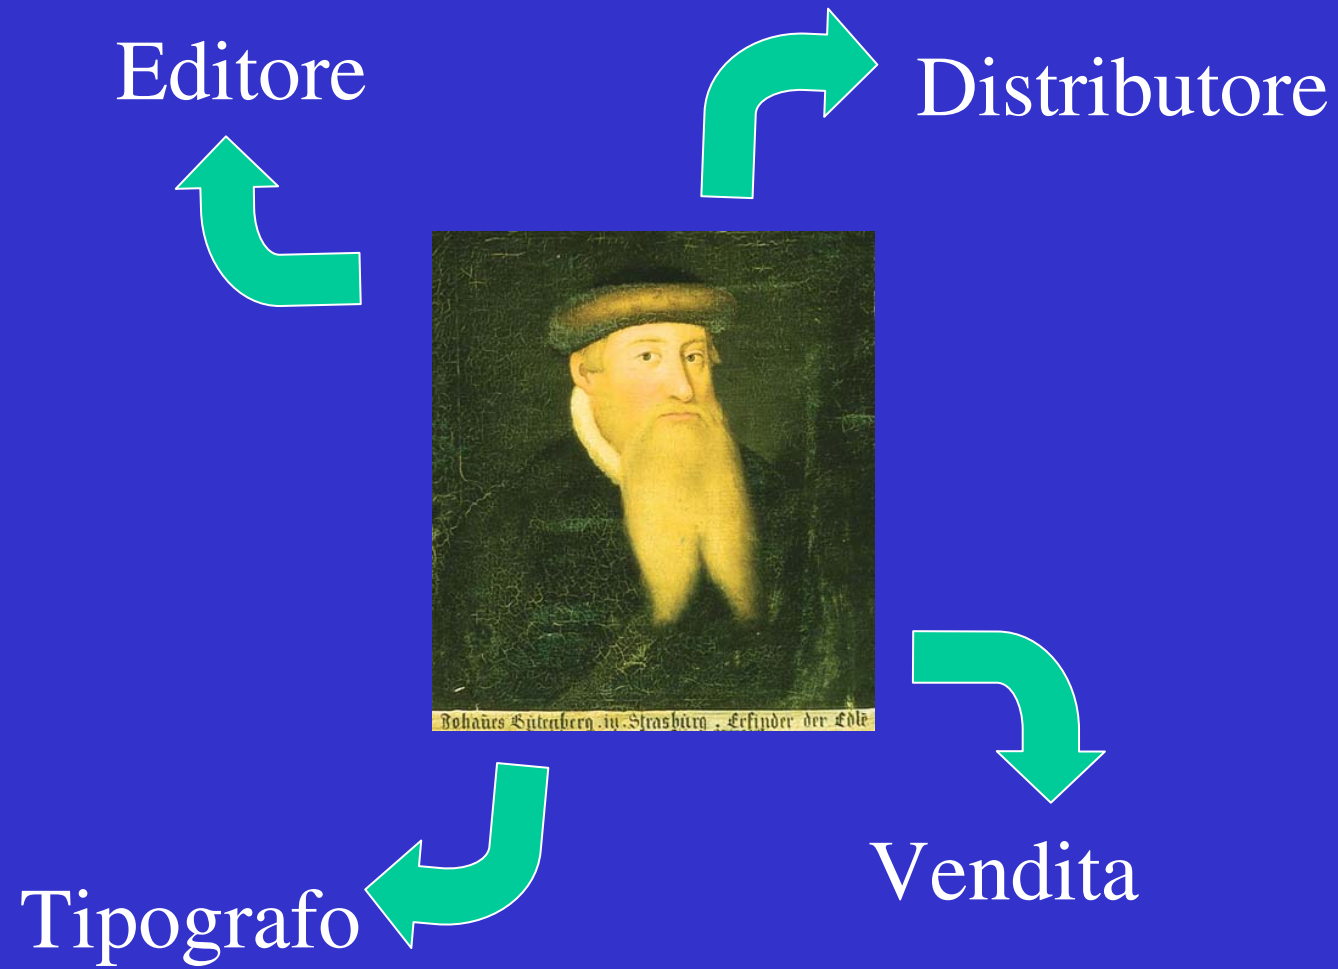 Editore
Distributore
Johañes Gutenberg in Strasburg . Erfinder der Edlē
Vendita
Tipografo